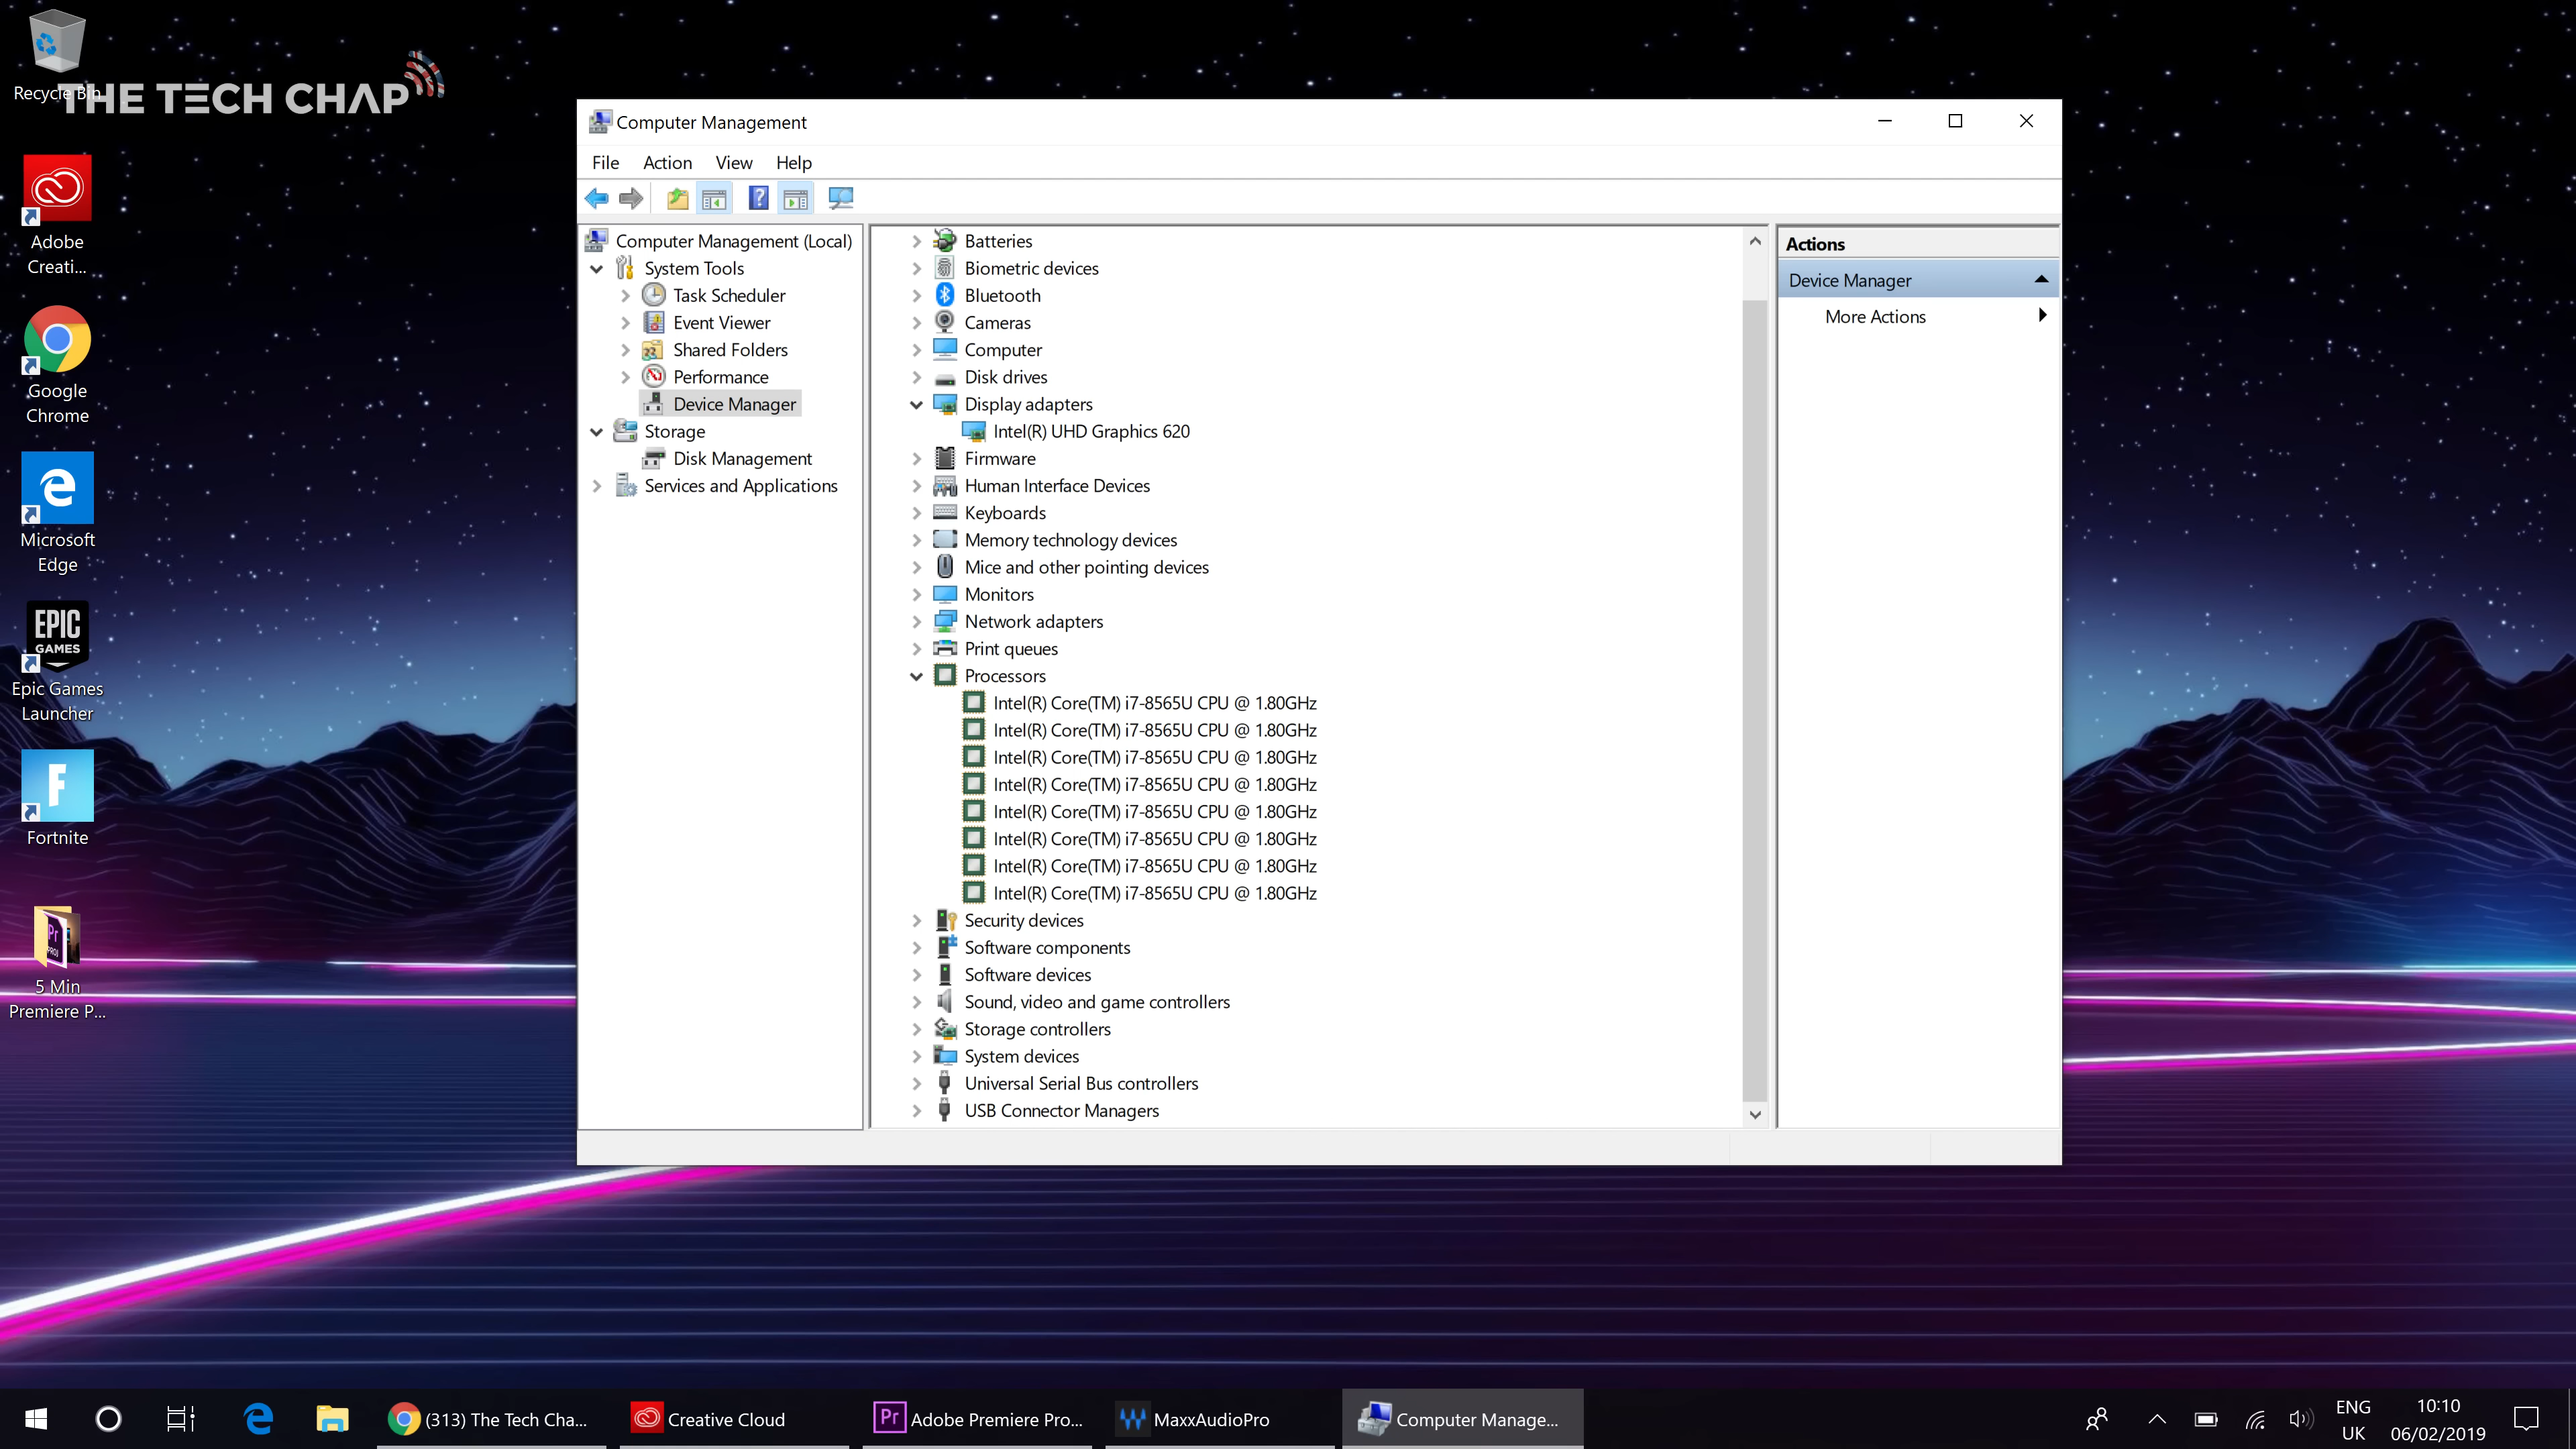 Recycle Bin
THE TECH CHAP
Adobe
Creati...
Google
Chrome
Microsoft
Edge
EPIC
GAMES
Epic Games
Launcher
F
Fortnite
Pr
PROJ
5 Min
Premiere P...
Computer Management
File Action View Help
Computer Management (Local)
System Tools
Task Scheduler
Event Viewer
Shared Folders
Performance
Device Manager
Storage
Disk Management
Services and Applications
Batteries
Biometric devices
Bluetooth
Cameras
Computer
Disk drives
Display adapters
Intel(R) UHD Graphics 620
Firmware
Human Interface Devices
Keyboards
Memory technology devices
Mice and other pointing devices
Monitors
Network adapters
Print queues
Processors
Intel(R) Core(TM) i7-8565U CPU @ 1.80GHz
Intel(R) Core(TM) i7-8565U CPU @ 1.80GHz
Intel(R) Core(TM) i7-8565U CPU @ 1.80GHz
Intel(R) Core(TM) i7-8565U CPU @ 1.80GHz
Intel(R) Core(TM) i7-8565U CPU @ 1.80GHz
Intel(R) Core(TM) i7-8565U CPU @ 1.80GHz
Intel(R) Core(TM) i7-8565U CPU @ 1.80GHz
Intel(R) Core(TM) i7-8565U CPU @ 1.80GHz
Security devices
Software components
Software devices
Sound, video and game controllers
Storage controllers
System devices
Universal Serial Bus controllers
USB Connector Managers
Actions
Device Manager
More Actions
(313) The Tech Cha...
Creative Cloud
Pr
Adobe Premiere Pro...
MaxxAudioPro
Computer Manage...
ENG
UK
10:10
06/02/2019